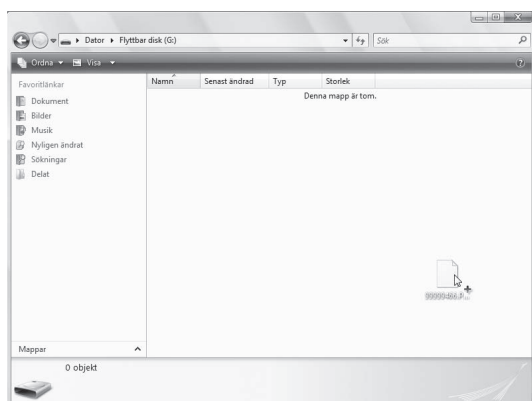 Dator ▸ Flyttbar disk (G:)
Sök
Ordna
Visa
Favoritlänkar
Dokument
Bilder
Musik
Nyligen ändrat
Sökningar
Delat
Mappar
Namn
Senast ändrad
Typ
Storlek
Denna mapp är tom.
0 objekt